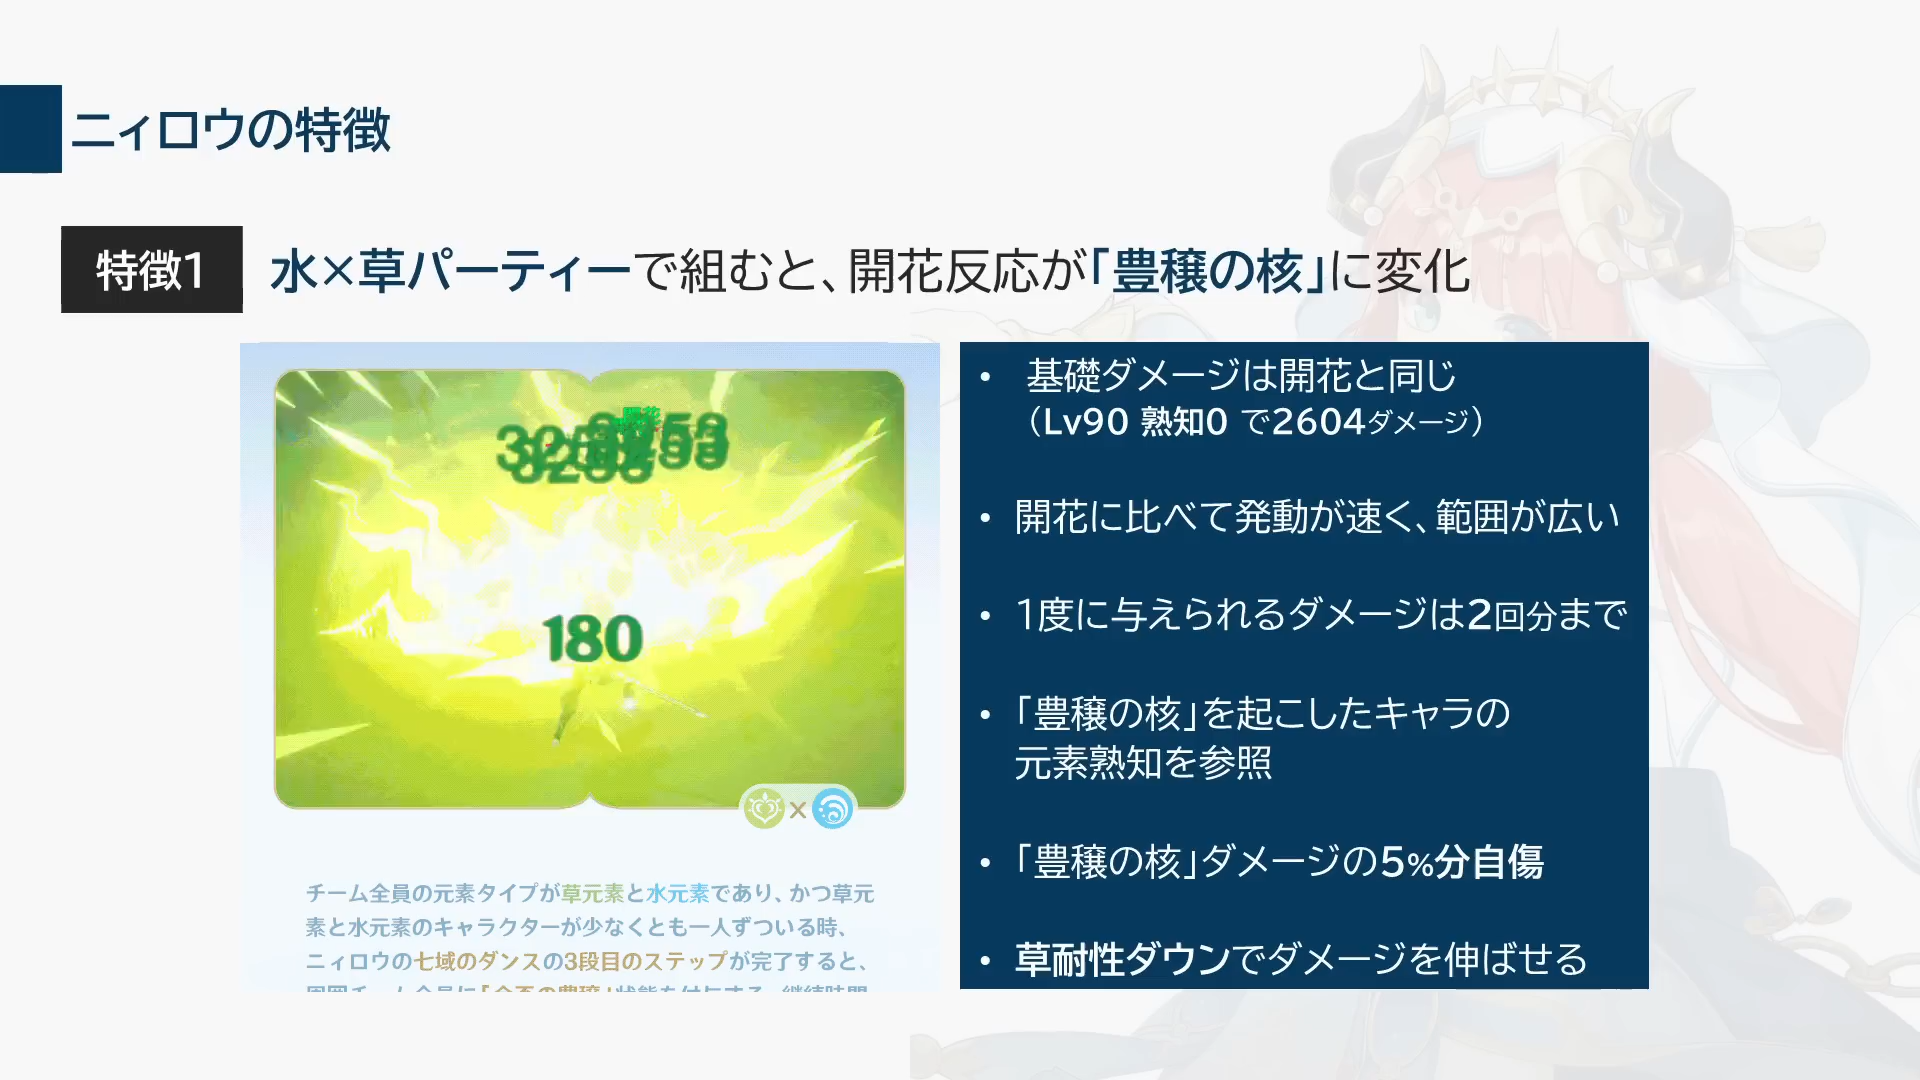 ニィロウの特徴
特徴1
水×草パーティーで組むと、開花反応が「豊穣の核」に変化
開花
180
チーム全員の元素タイプが草元素と水元素であり、かつ草元
素と水元素のキャラクターが少なくとも一人ずついる時、
ニィロウの七域のダンスの3段目のステップが完了すると、
• 基礎ダメージは開花と同じ
（Lv90 熟知0 で2604ダメージ）
• 開花に比べて発動が速く、範囲が広い
• 1度に与えられるダメージは2回分まで
• 「豊穣の核」を起こしたキャラの
元素熟知を参照
• 「豊穣の核」ダメージの5%分自傷
• 草耐性ダウンでダメージを伸ばせる